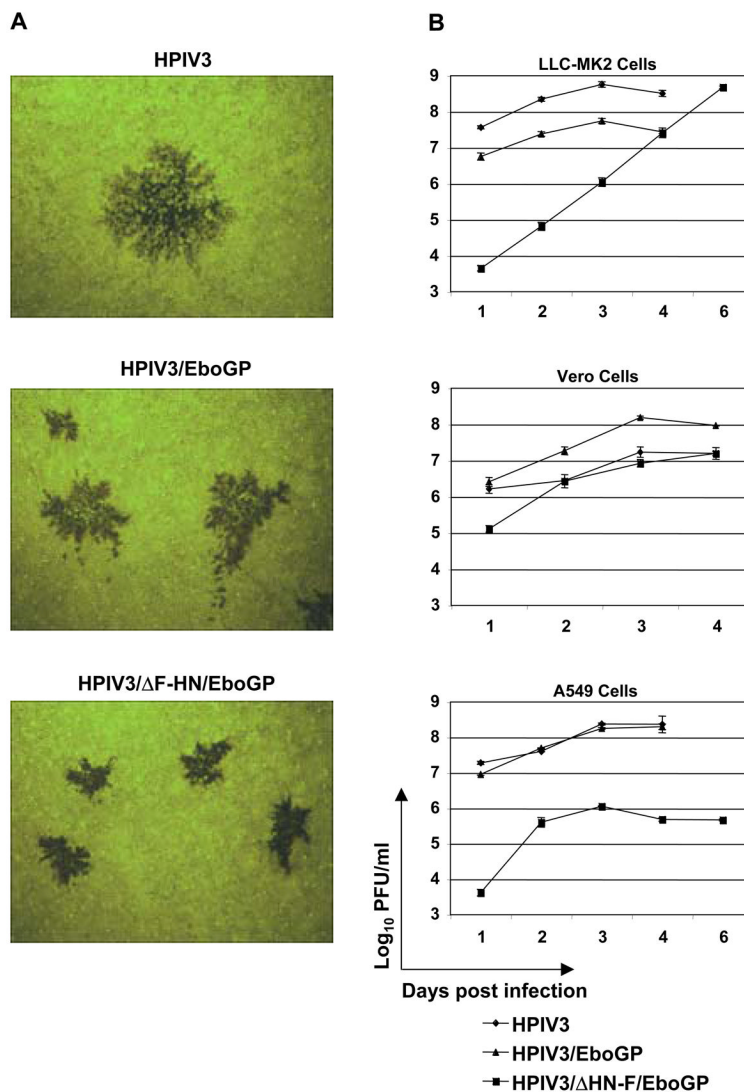 A
HPIV3
HPIV3/EboGP
HPIV3/ΔF-HN/EboGP
B
LLC-MK2 Cells
9
8
7
6
5
4
3
1 2 3 4 6
Vero Cells
9
8
7
6
5
4
3
1 2 3 4
A549 Cells
9
8
7
6
5
4
3
1 2 3 4 6
Log10 PFU/ml
Days post infection
HPIV3
HPIV3/EboGP
HPIV3/ΔHN-F/EboGP